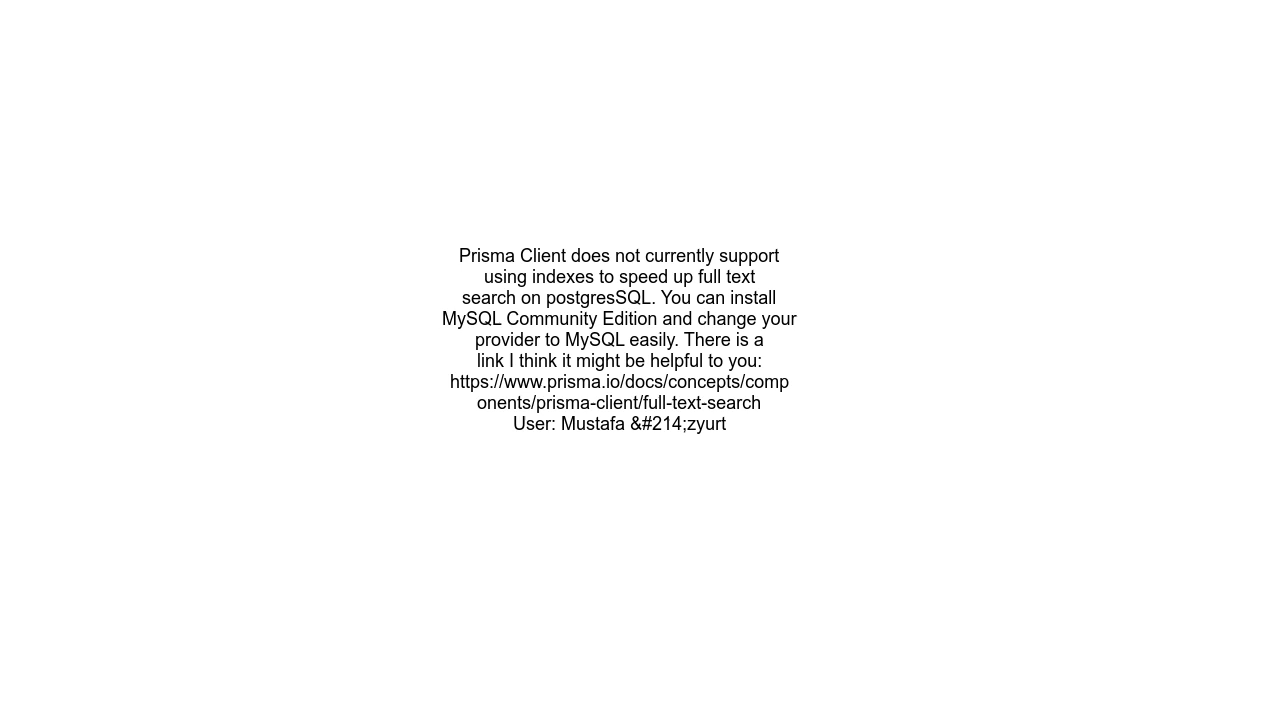 Prisma Client does not currently support
using indexes to speed up full text
search on postgresSQL. You can install
MySQL Community Edition and change your
provider to MySQL easily. There is a
link I think it might be helpful to you:
https://www.prisma.io/docs/concepts/comp
onents/prisma-client/full-text-search
User: Mustafa &#214;zyurt